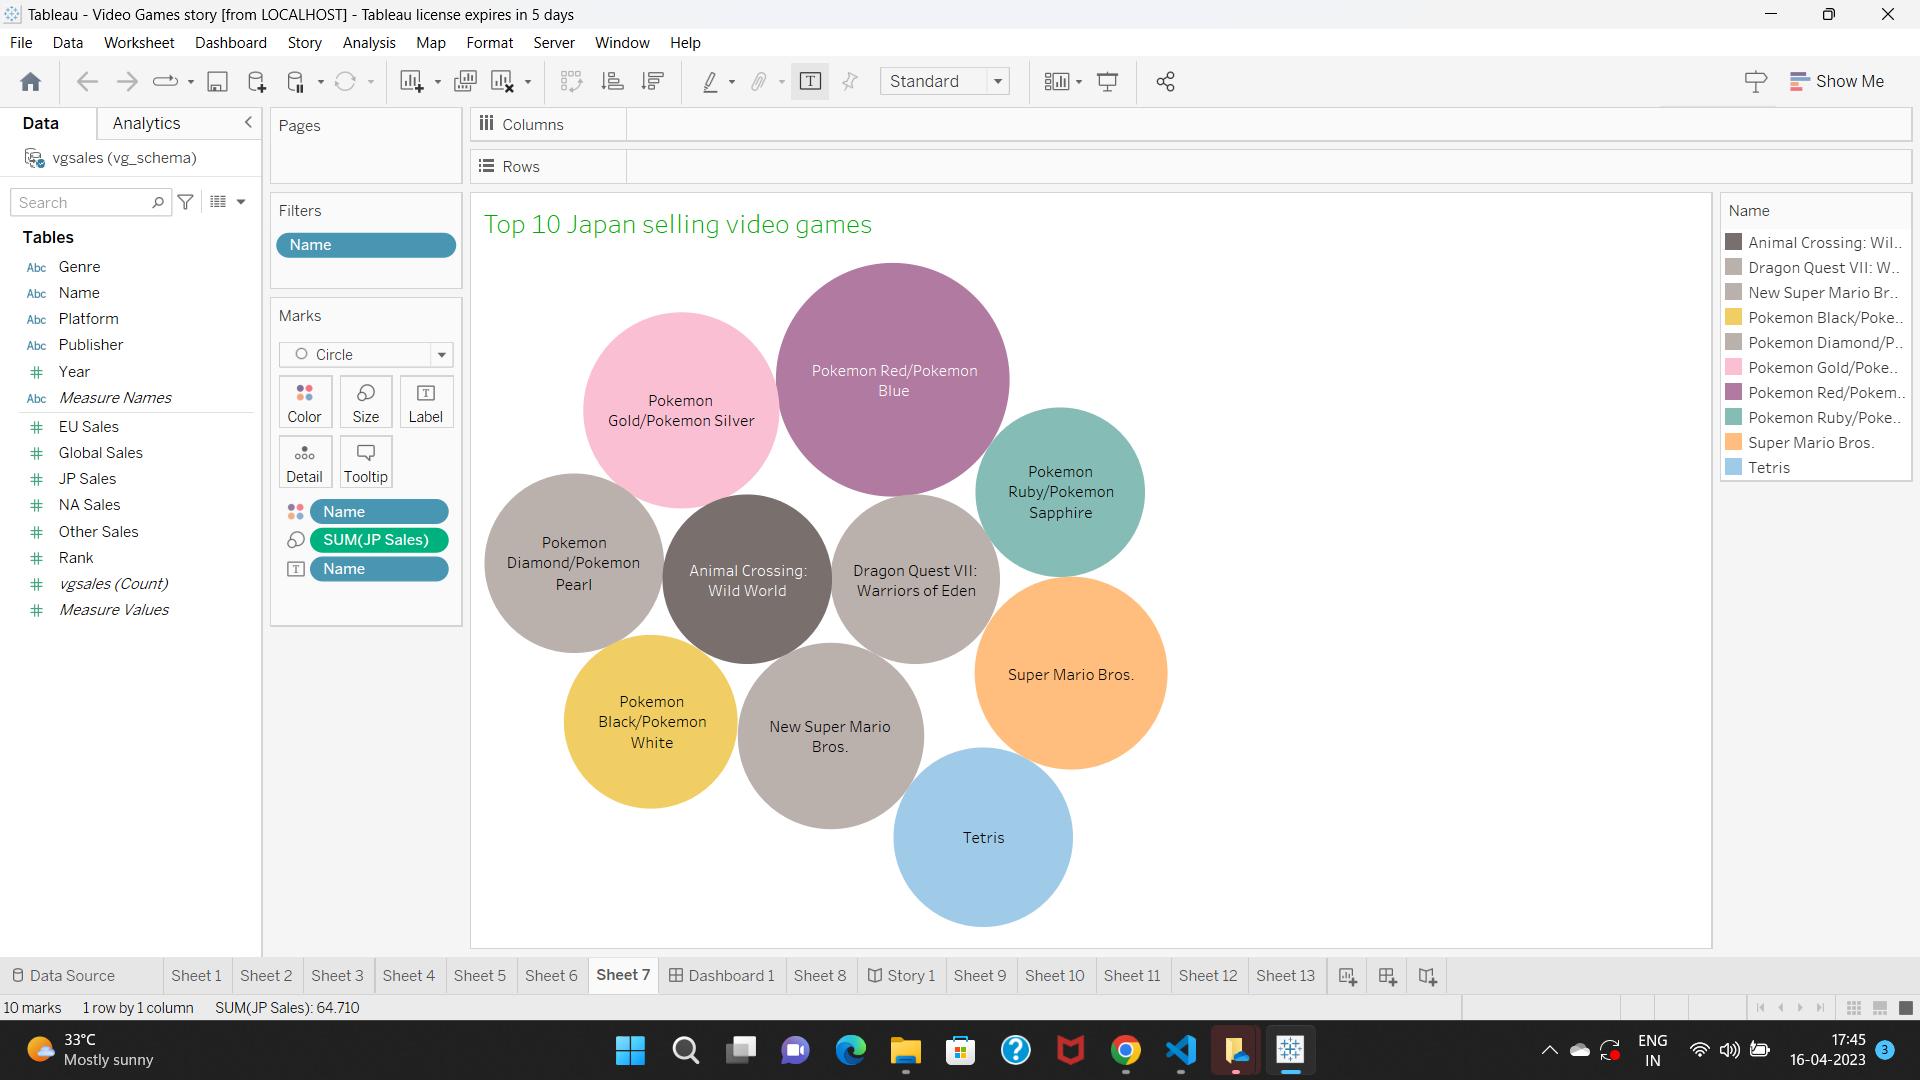 Tableau - Video Games story [from LOCALHOST] - Tableau license expires in 5 days
File Data Worksheet Dashboard Story Analysis Map Format Server Window Help
Standard
Show Me
Data Analytics
vgsales (vg_schema)
Search
Tables
Abc Genre
Abc Name
Abc Platform
Abc Publisher
# Year
Abc Measure Names
# EU Sales
# Global Sales
# JP Sales
# NA Sales
# Other Sales
# Rank
# vgsales (Count)
# Measure Values
Pages
Filters
Name
Marks
Circle
Color Size Label
Detail Tooltip
Name
SUM(JP Sales)
Name
Columns
Rows
Top 10 Japan selling video games
Pokemon Red/Pokemon
Blue
Pokemon
Gold/Pokemon Silver
Pokemon
Ruby/Pokemon
Sapphire
Pokemon
Diamond/Pokemon
Pearl
Animal Crossing:
Wild World
Dragon Quest VII:
Warriors of Eden
Super Mario Bros.
Pokemon
Black/Pokemon
White
New Super Mario
Bros.
Tetris
Name
Animal Crossing: Wil..
Dragon Quest VII: W..
New Super Mario Br..
Pokemon Black/Poke..
Pokemon Diamond/P..
Pokemon Gold/Poke..
Pokemon Red/Pokem..
Pokemon Ruby/Poke..
Super Mario Bros.
Tetris
Data Source Sheet 1 Sheet 2 Sheet 3 Sheet 4 Sheet 5 Sheet 6 Sheet 7 Dashboard 1 Sheet 8 Story 1 Sheet 9 Sheet 10 Sheet 11 Sheet 12 Sheet 13
10 marks 1 row by 1 column SUM(JP Sales): 64.710
33°C
Mostly sunny
ENG
IN
17:45
16-04-2023
3